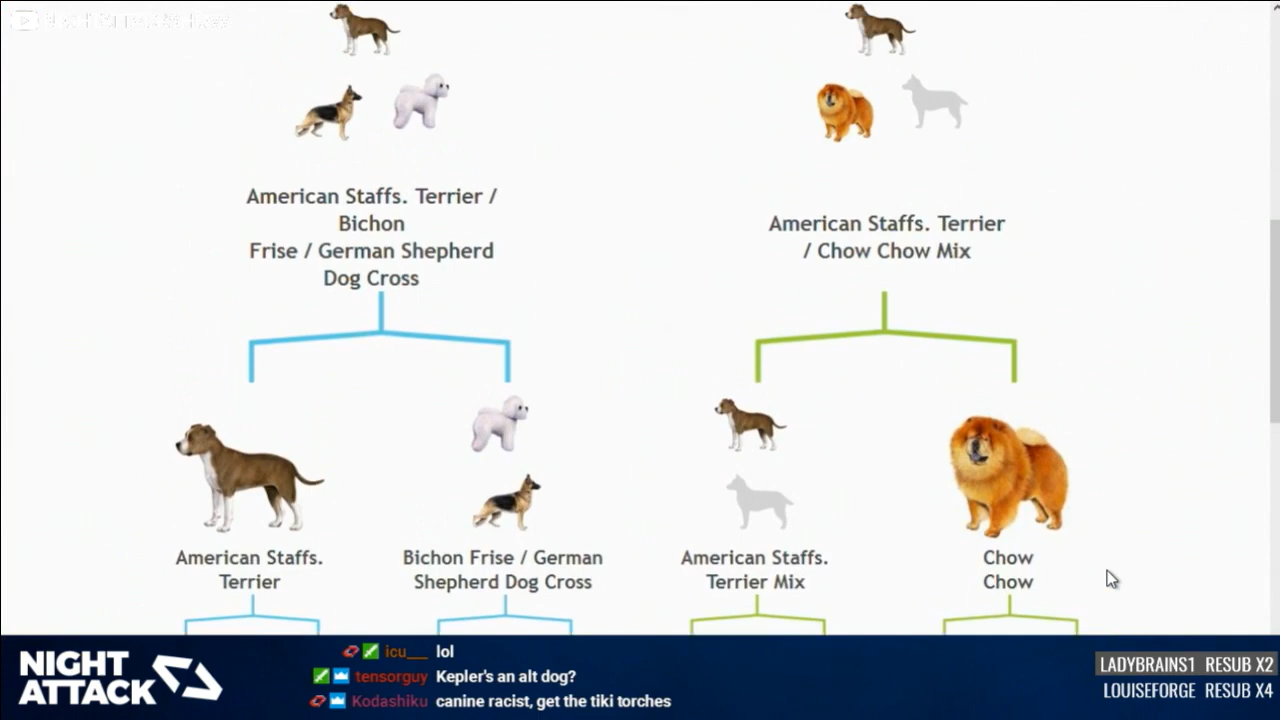 American Staffs. Terrier /
Bichon
Frise / German Shepherd
Dog Cross
American Staffs. Terrier
/ Chow Chow Mix
American Staffs.
Terrier
Bichon Frise / German
Shepherd Dog Cross
American Staffs.
Terrier Mix
Chow
Chow
NIGHT
ATTACK
icu___ lol
tensorguy Kepler's an alt dog?
Kodashiku canine racist, get the tiki torches
LADYBRAINS1 RESUB X2
LOUISEFORGE RESUB X4